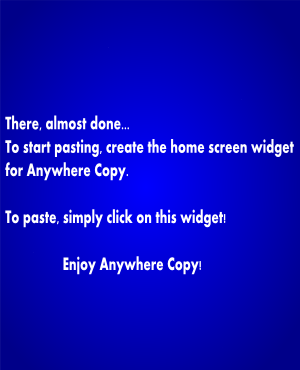 There, almost done...
To start pasting, create the home screen widget
for Anywhere Copy.
To paste, simply click on this widget!
Enjoy Anywhere Copy!